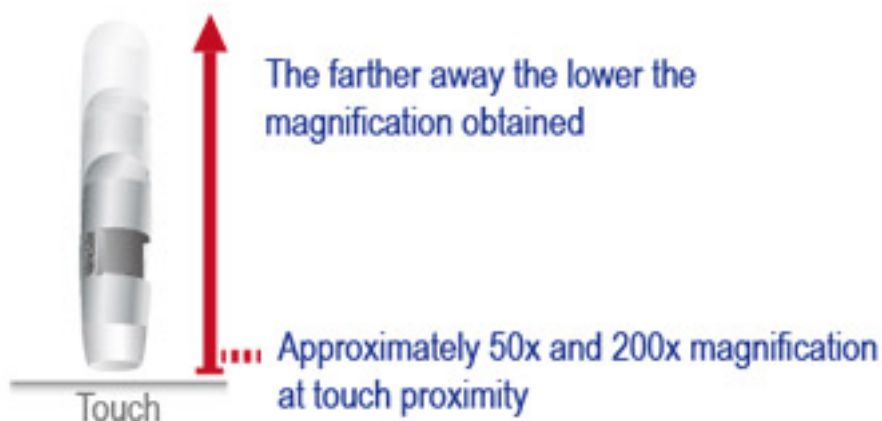 The farther away the lower the
magnification obtained
Approximately 50x and 200x magnification
at touch proximity
Touch